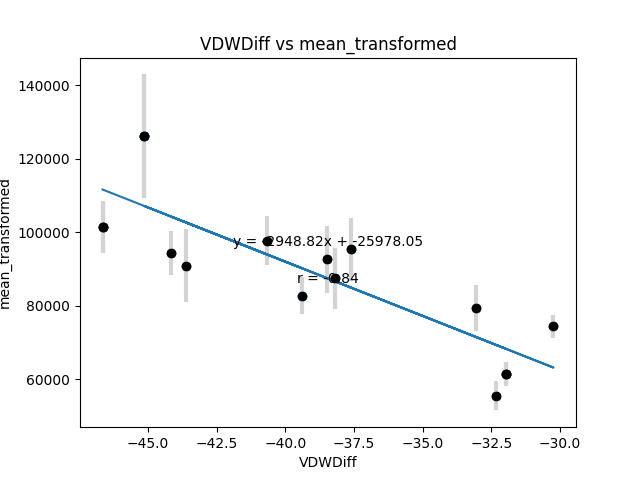 VDWDiff vs mean_transformed
mean_transformed
140000
120000
100000
80000
60000
y = -2948.82x + -25978.05
r = -0.84
−45.0
−42.5
−40.0
−37.5
−35.0
−32.5
−30.0
VDWDiff